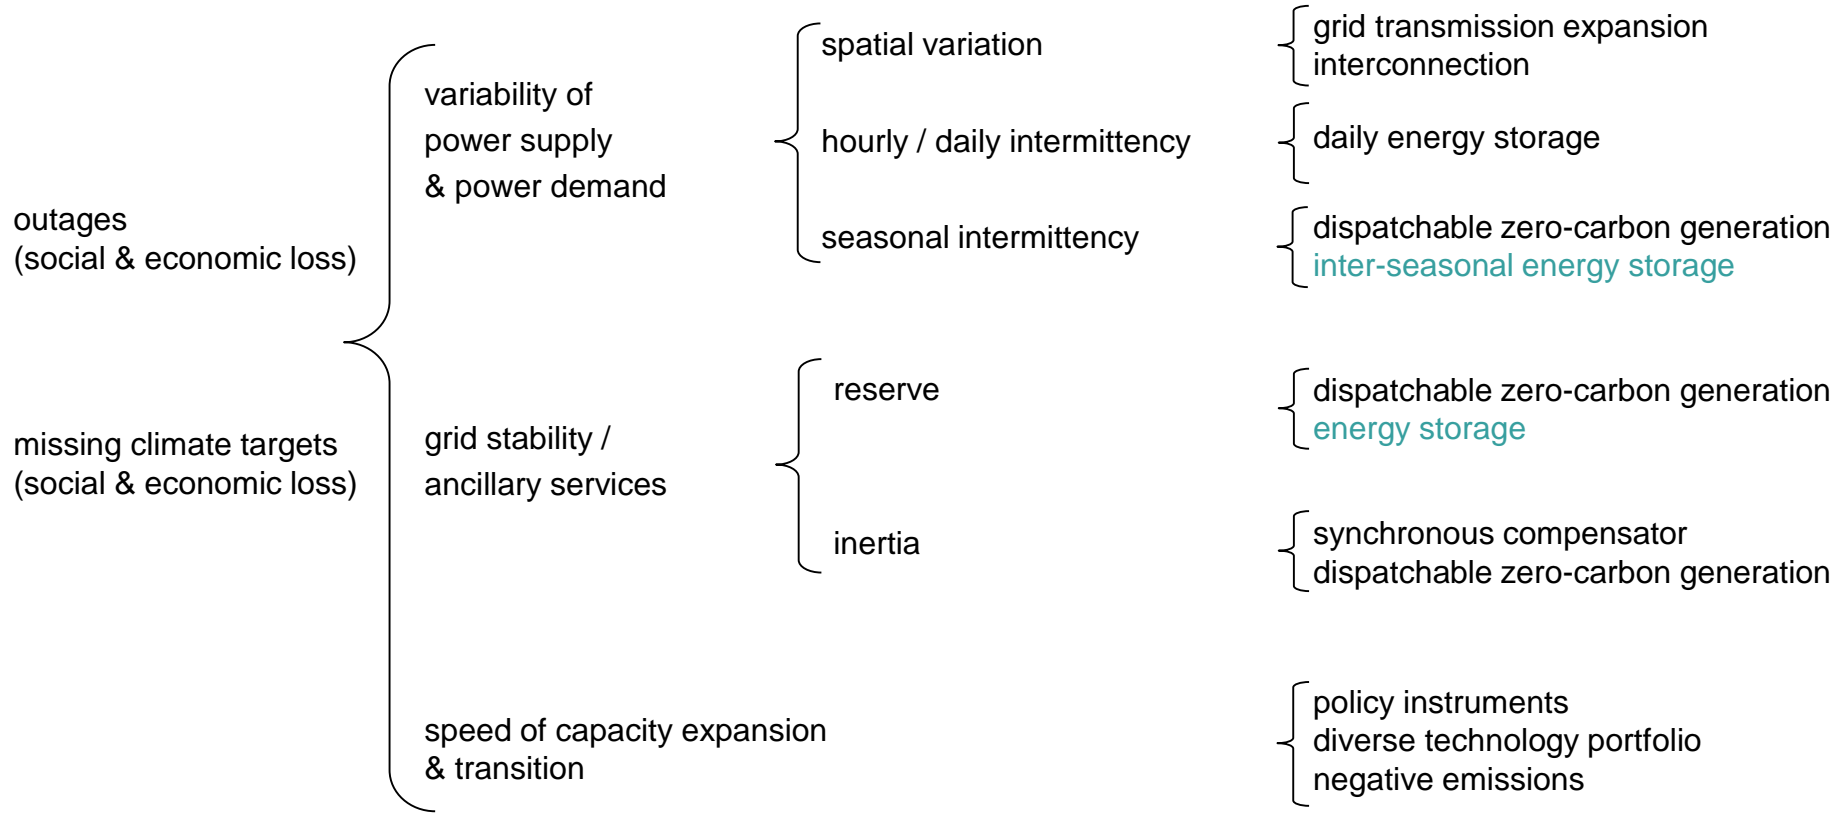 outages
(social & economic loss)
missing climate targets
(social & economic loss)
variability of
power supply
& power demand
grid stability /
ancillary services
speed of capacity expansion
& transition
spatial variation
hourly / daily intermittency
seasonal intermittency
reserve
inertia
grid transmission expansion
interconnection
daily energy storage
dispatchable zero-carbon generation
inter-seasonal energy storage
dispatchable zero-carbon generation
energy storage
synchronous compensator
dispatchable zero-carbon generation
policy instruments
diverse technology portfolio
negative emissions